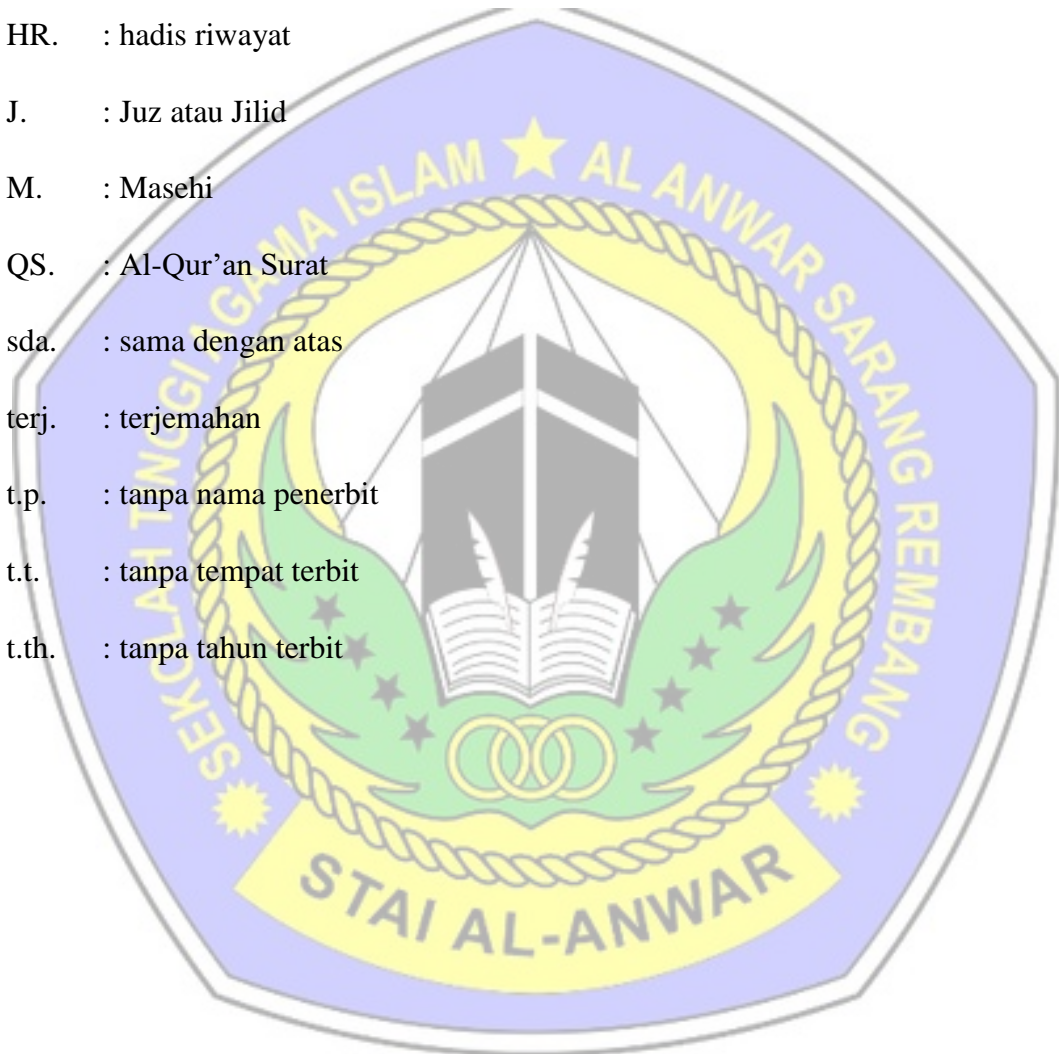 HR. : hadis riwayat
J. : Juz atau Jilid
M. : Masehi
QS. : Al-Qur’an Surat
sda. : sama dengan atas
terj. : terjemahan
t.p. : tanpa nama penerbit
t.t. : tanpa tempat terbit
t.th. : tanpa tahun terbit
SEKOLAH TINGGI AGAMA ISLAM ★ AL ANWAR SARANG REMBANG
STAI AL-ANWAR